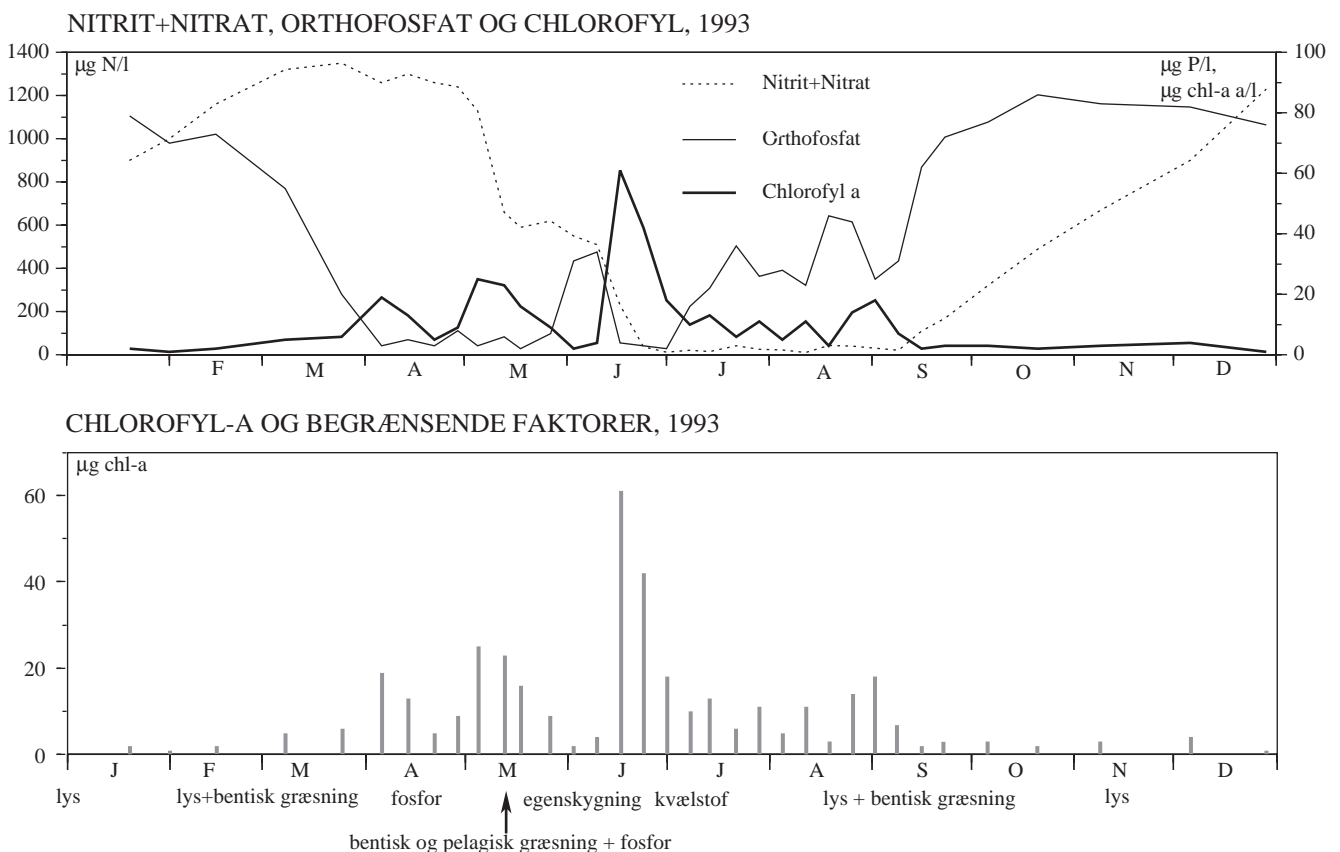 NITRIT+NITRAT, ORTHOFOSFAT OG CHLOROFYL, 1993
1400
1200
1000
800
600
400
200
0
µg N/l
Nitrit+Nitrat
Grthofosfat
Chlorofyl a
µg P/l,
µg chl-a a/l
100
80
60
40
20
0
F M A M J J A S O N D
CHLOROFYL-A OG BEGRÆNSENDE FAKTORER, 1993
µg chl-a
60
40
20
0
J F M A M J J A S O N D
lys lys+bentisk græsning fosfor egenskygning kvælstof lys + bentisk græsning lys
bentisk og pelagisk græsning + fosfor